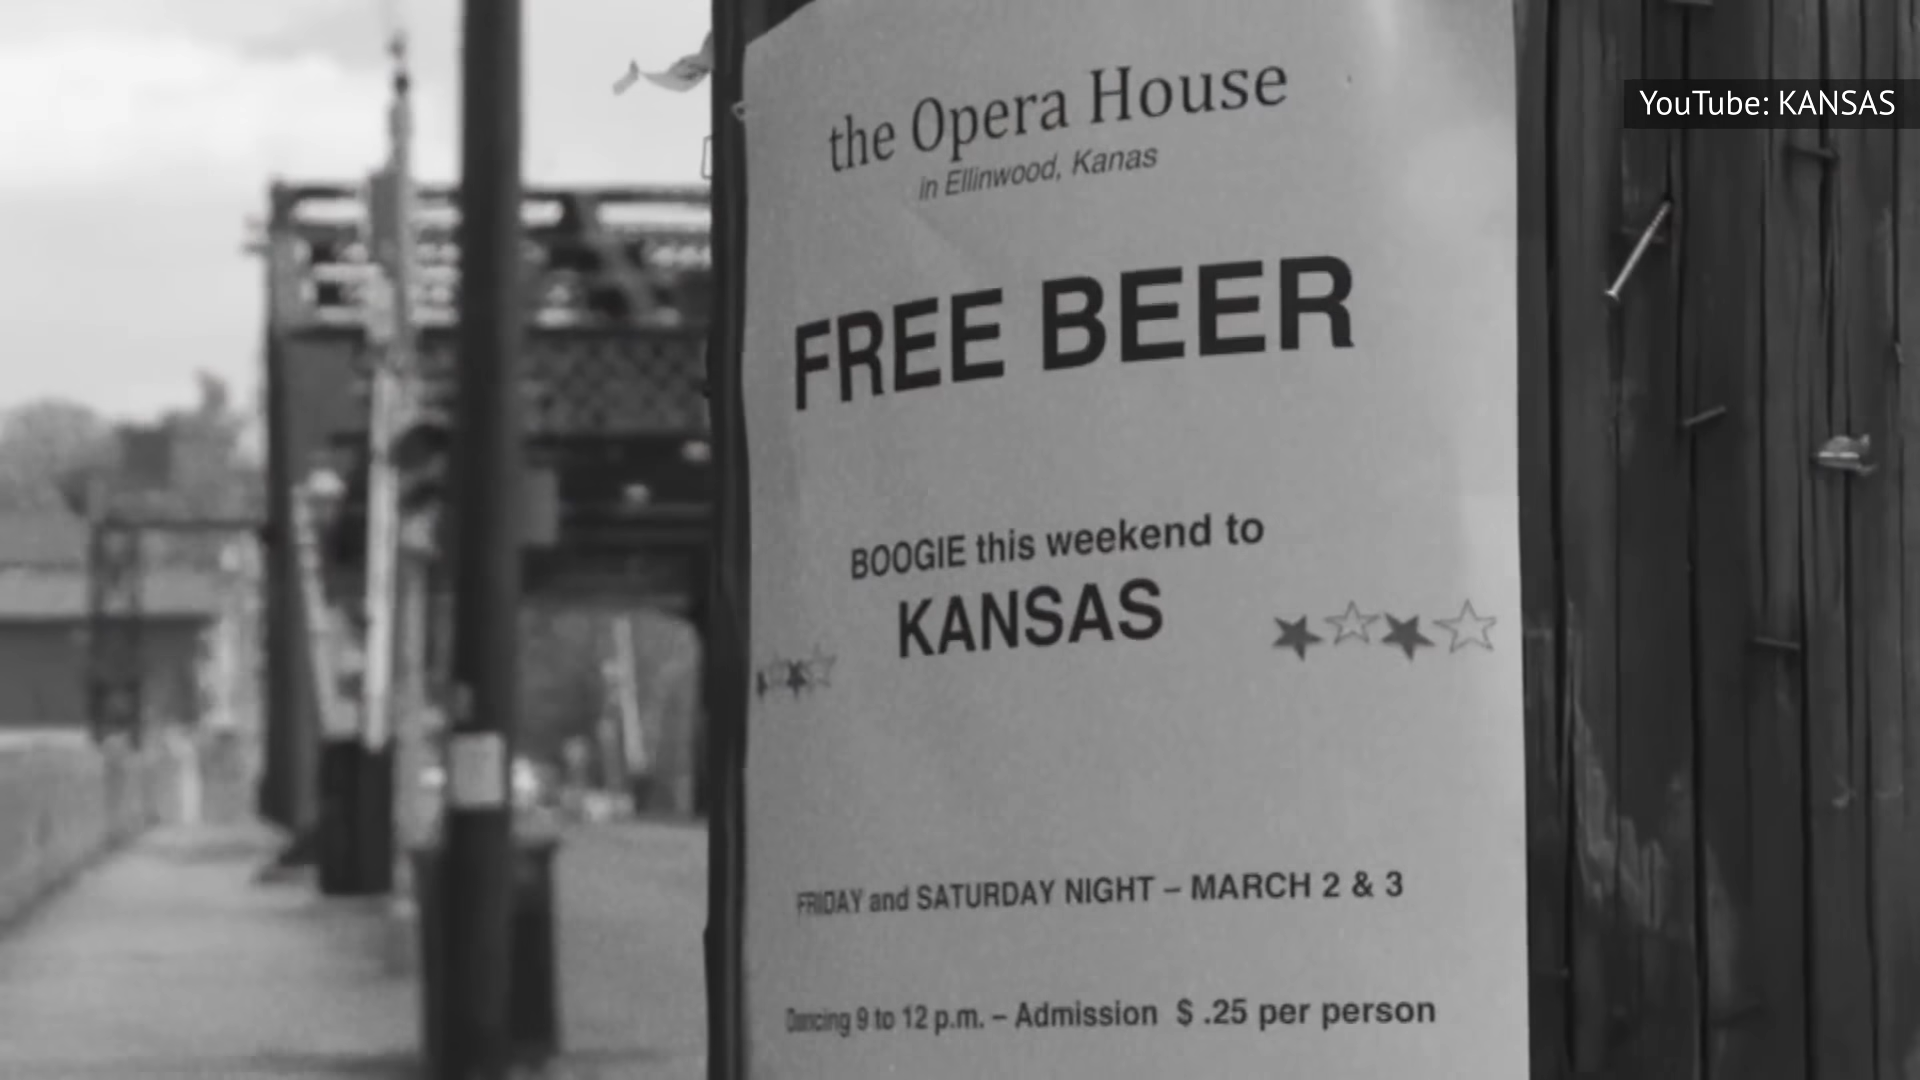 YouTube: KANSAS
the Opera House
in Ellinwood, Kanas
FREE BEER
BOOGIE this weekend to
KANSAS
FRIDAY and SATURDAY NIGHT – MARCH 2 & 3
Dancing 9 to 12 p.m. – Admission $ .25 per person